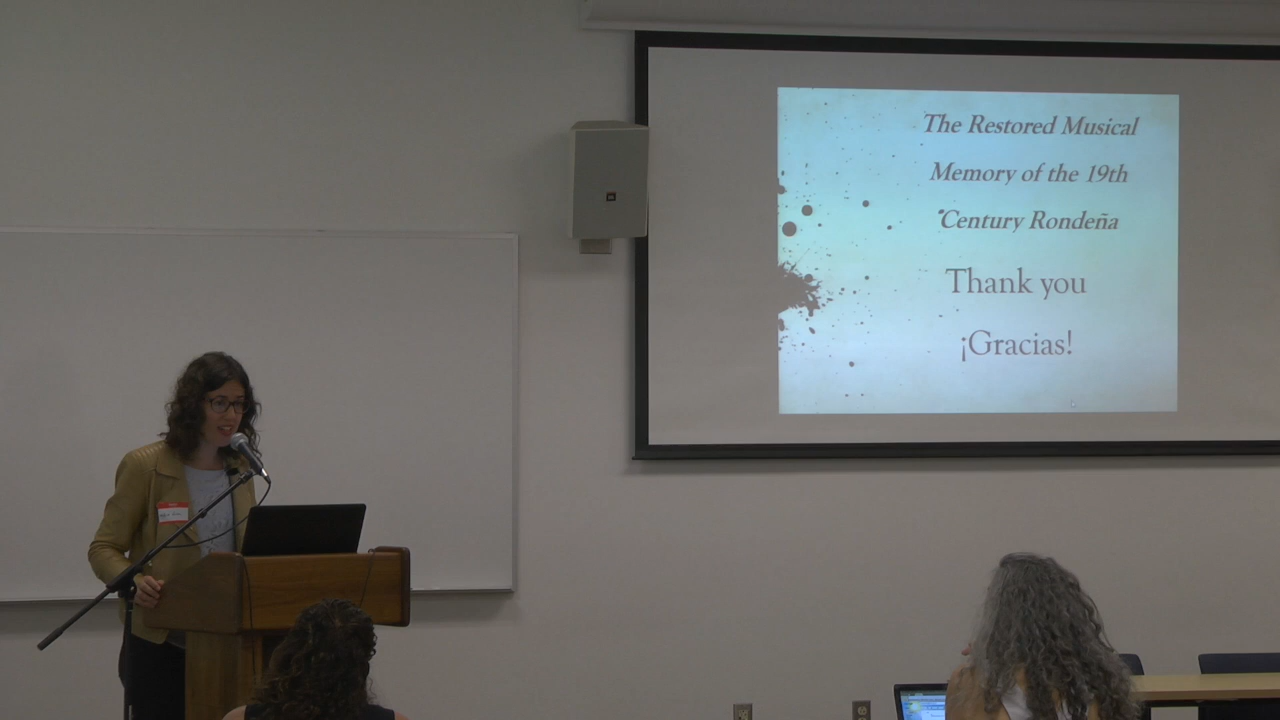 The Restored Musical
Memory of the 19th
Century Rondeña
Thank you
¡Gracias!